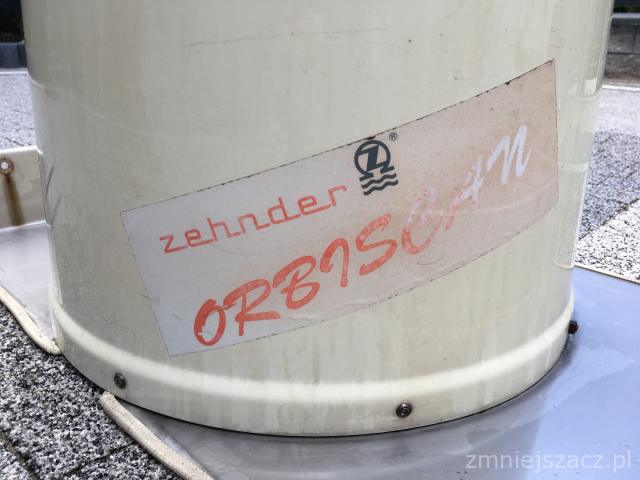 zehnder
Z®
ORBISCAN
zmniejszacz.pl